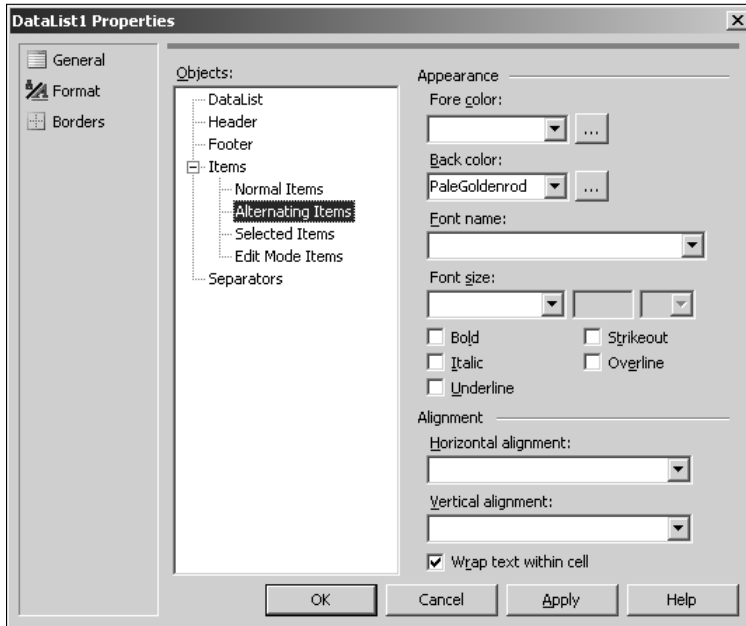 DataList1 Properties
General
Format
Borders
Objects:
DataList
Header
Footer
Items
Normal Items
Alternating Items
Selected Items
Edit Mode Items
Separators
Appearance
Fore color:
...
Back color:
PaleGoldenrod
...
Font name:
Font size:
Bold
Strikeout
Italic
Overline
Underline
Alignment
Horizontal alignment:
Vertical alignment:
Wrap text within cell
OK
Cancel
Apply
Help